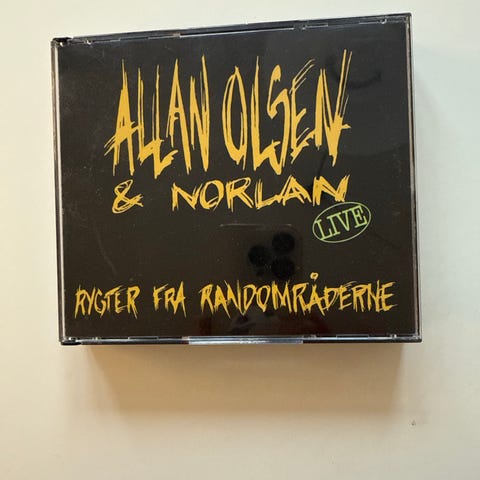 ALLAN OLSEN
& NORLAN
LIVE
RYGTER FRA RANDOMRÅDERNE